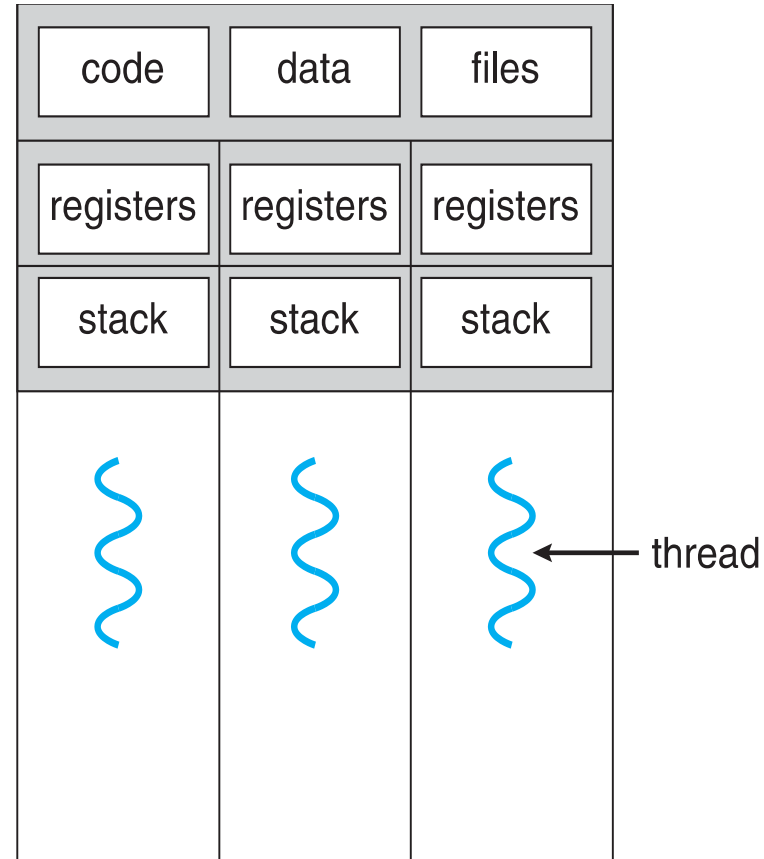 code data files
registers registers registers
stack stack stack
thread